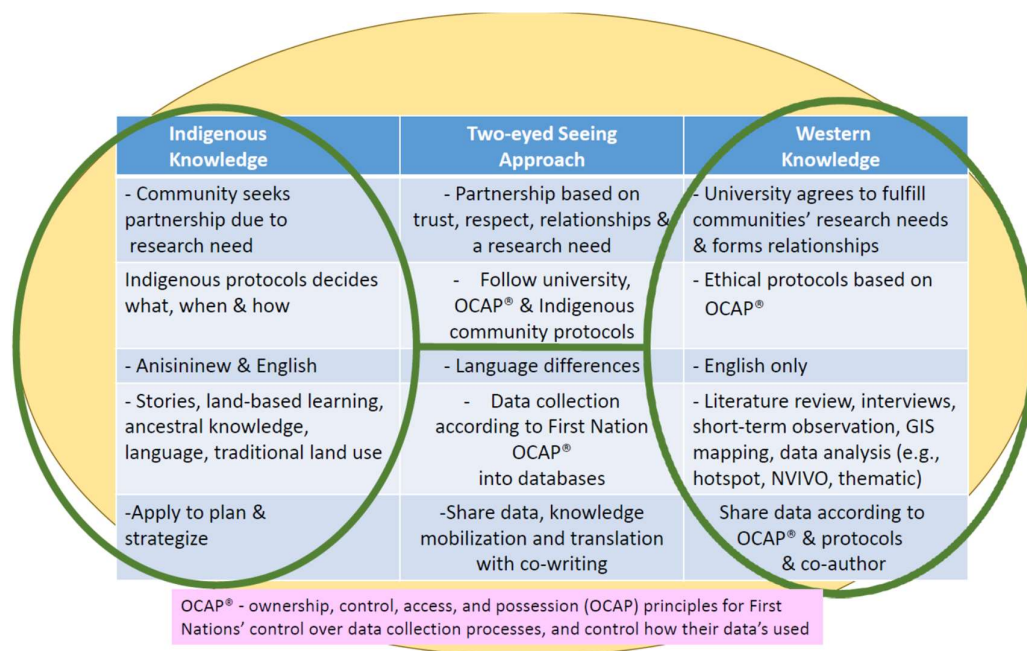 Indigenous
Knowledge
Two-eyed Seeing
Approach
Western
Knowledge
- Community seeks
partnership due to
research need
- Partnership based on
trust, respect, relationships &
a research need
- University agrees to fulfill
communities’ research needs
& forms relationships
Indigenous protocols decides
what, when & how
- Follow university,
OCAP® & Indigenous
community protocols
- Ethical protocols based on
OCAP®
- Anisininew & English
- Language differences
- English only
- Stories, land-based learning,
ancestral knowledge,
language, traditional land use
- Data collection
according to First Nation
OCAP®
into databases
- Literature review, interviews,
short-term observation, GIS
mapping, data analysis (e.g.,
hotspot, NVIVO, thematic)
-Apply to plan &
strategize
-Share data, knowledge
mobilization and translation
with co-writing
Share data according to
OCAP® & protocols
& co-author
OCAP® - ownership, control, access, and possession (OCAP) principles for First
Nations’ control over data collection processes, and control how their data’s used